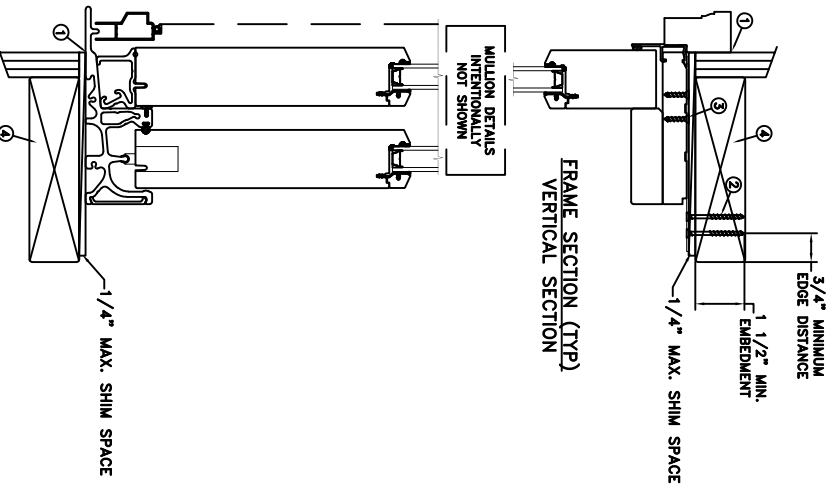 3/4" MINIMUM
EDGE DISTANCE
1 1/2" MIN.
EMBEDMENT
1/4" MAX. SHIM SPACE
1
2
3
4
FRAME SECTION (TYP)
VERTICAL SECTION
MULLION DETAILS
INTENTIONALLY
NOT SHOWN
1
4
1/4" MAX. SHIM SPACE